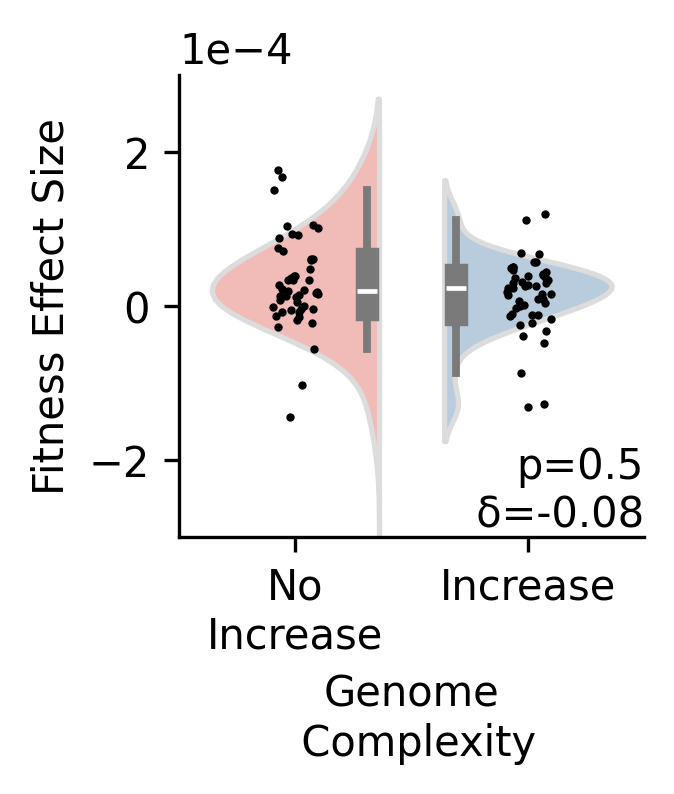 1e−4
Fitness Effect Size
2
0
−2
p=0.5
δ=-0.08
No
Increase
Increase
Genome
Complexity